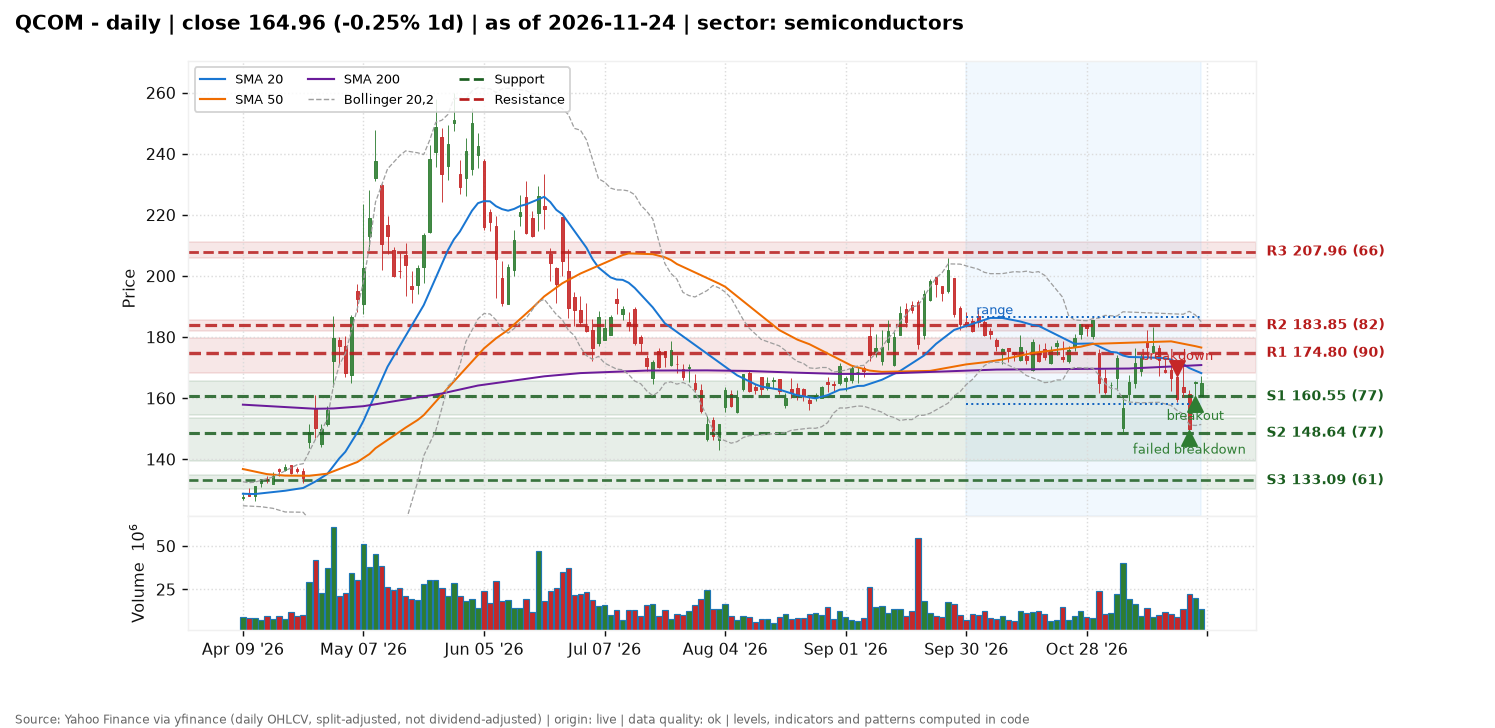 QCOM - daily | close 164.96 (-0.25% 1d) | as of 2026-11-24 | sector: semiconductors
SMA 20
SMA 50
SMA 200
Bollinger 20,2
Support
Resistance
Price
260
240
220
200
180
160
140
R3 207.96 (66)
R2 183.85 (82)
R1 174.80 (90)
S1 160.55 (77)
S2 148.64 (77)
S3 133.09 (61)
range
breakdown
breakout
failed breakdown
Volume 10⁶
50
25
Apr 09 '26
May 07 '26
Jun 05 '26
Jul 07 '26
Aug 04 '26
Sep 01 '26
Sep 30 '26
Oct 28 '26
Source: Yahoo Finance via yfinance (daily OHLCV, split-adjusted, not dividend-adjusted) | origin: live | data quality: ok | levels, indicators and patterns computed in code